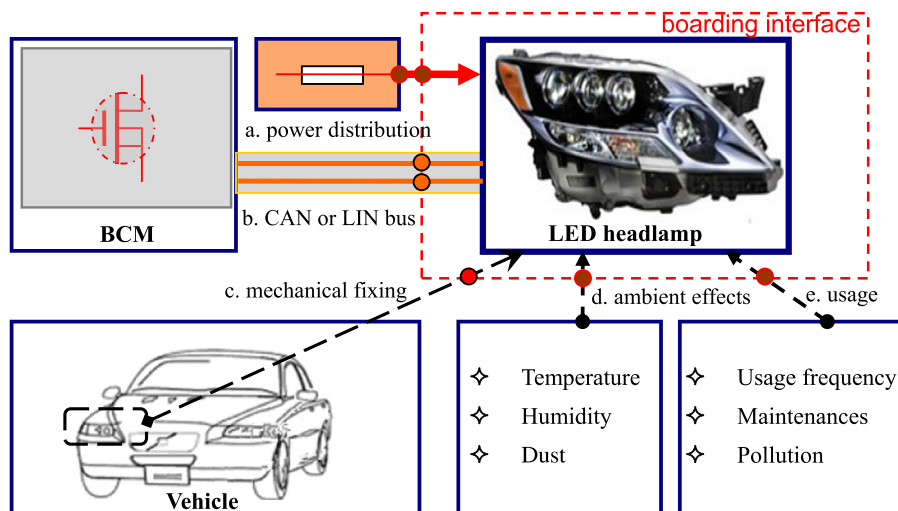 boarding interface
a. power distribution
b. CAN or LIN bus
BCM
LED headlamp
c. mechanical fixing
d. ambient effects
e. usage
Temperature
Humidity
Dust
Usage frequency
Maintenances
Pollution
Vehicle